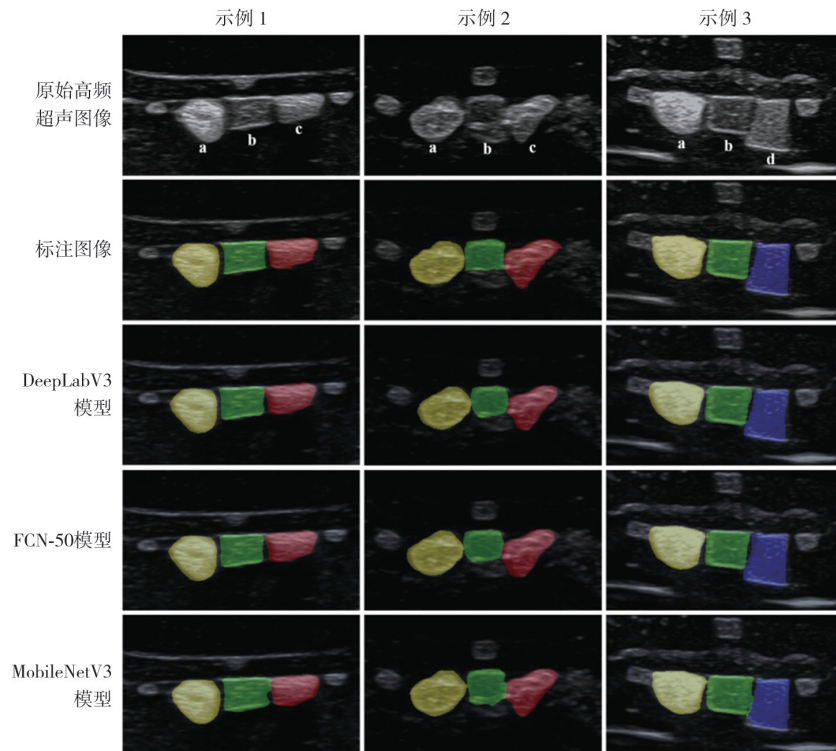 示例 1 示例 2 示例 3
原始高频
超声图像
a b c a b c a b d
标注图像
DeepLabV3
模型
FCN-50模型
MobileNetV3
模型